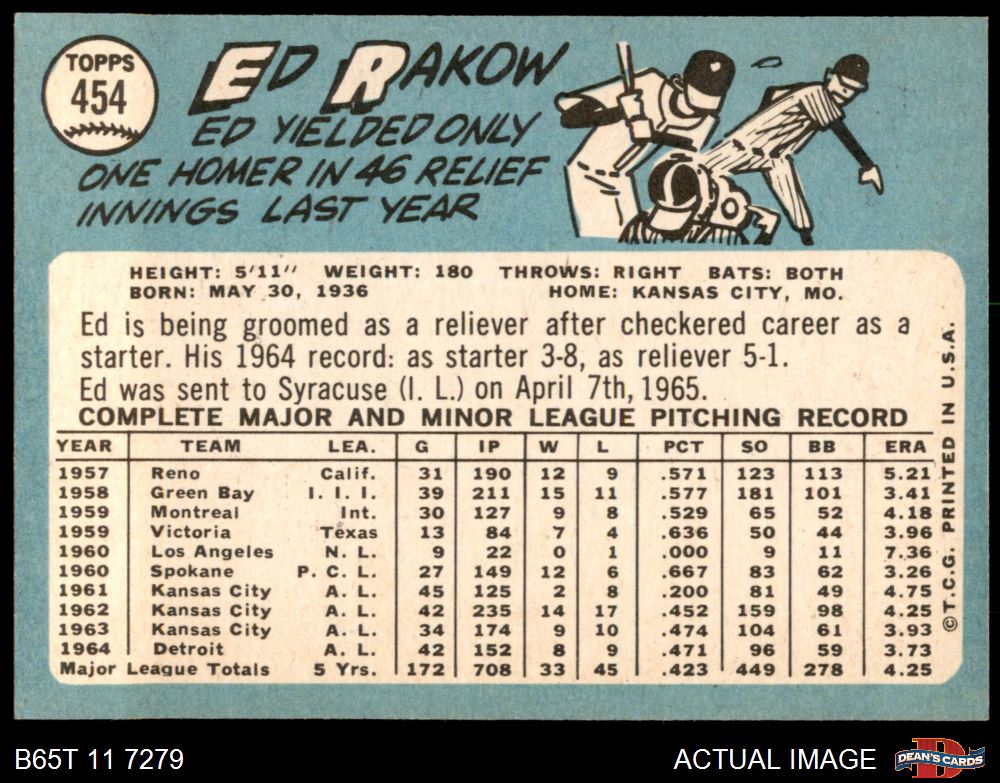 TOPPS
454
ED RAKOW
ED YIELDED ONLY
ONE HOMER IN 46 RELIEF
INNINGS LAST YEAR
HEIGHT: 5'11" WEIGHT: 180 THROWS: RIGHT BATS: BOTH
BORN: MAY 30, 1936 HOME: KANSAS CITY, MO.
Ed is being groomed as a reliever after checkered career as a
starter. His 1964 record: as starter 3-8, as reliever 5-1.
Ed was sent to Syracuse (I. L.) on April 7th, 1965.
COMPLETE MAJOR AND MINOR LEAGUE PITCHING RECORD
YEAR TEAM LEA. G IP W L PCT SO BB ERA
1957 Reno Calif. 31 190 12 9 .571 123 113 5.21
1958 Green Bay I. I. I. 39 211 15 11 .577 181 101 3.41
1959 Montreal Int. 30 127 9 8 .529 65 52 4.18
1959 Victoria Texas 13 84 7 4 .636 50 44 3.96
1960 Los Angeles N. L. 9 22 0 1 .000 9 11 7.36
1960 Spokane P. C. L. 27 149 12 6 .667 83 62 3.26
1961 Kansas City A. L. 45 125 2 8 .200 81 49 4.75
1962 Kansas City A. L. 42 235 14 17 .452 159 98 4.25
1963 Kansas City A. L. 34 174 9 10 .474 104 61 3.93
1964 Detroit A. L. 42 152 8 9 .471 96 59 3.73
Major League Totals 5 Yrs. 172 708 33 45 .423 449 278 4.25
©T.C.G. PRINTED IN U.S.A.
B65T 11 7279 ACTUAL IMAGE
D
DEAN'S CARDS